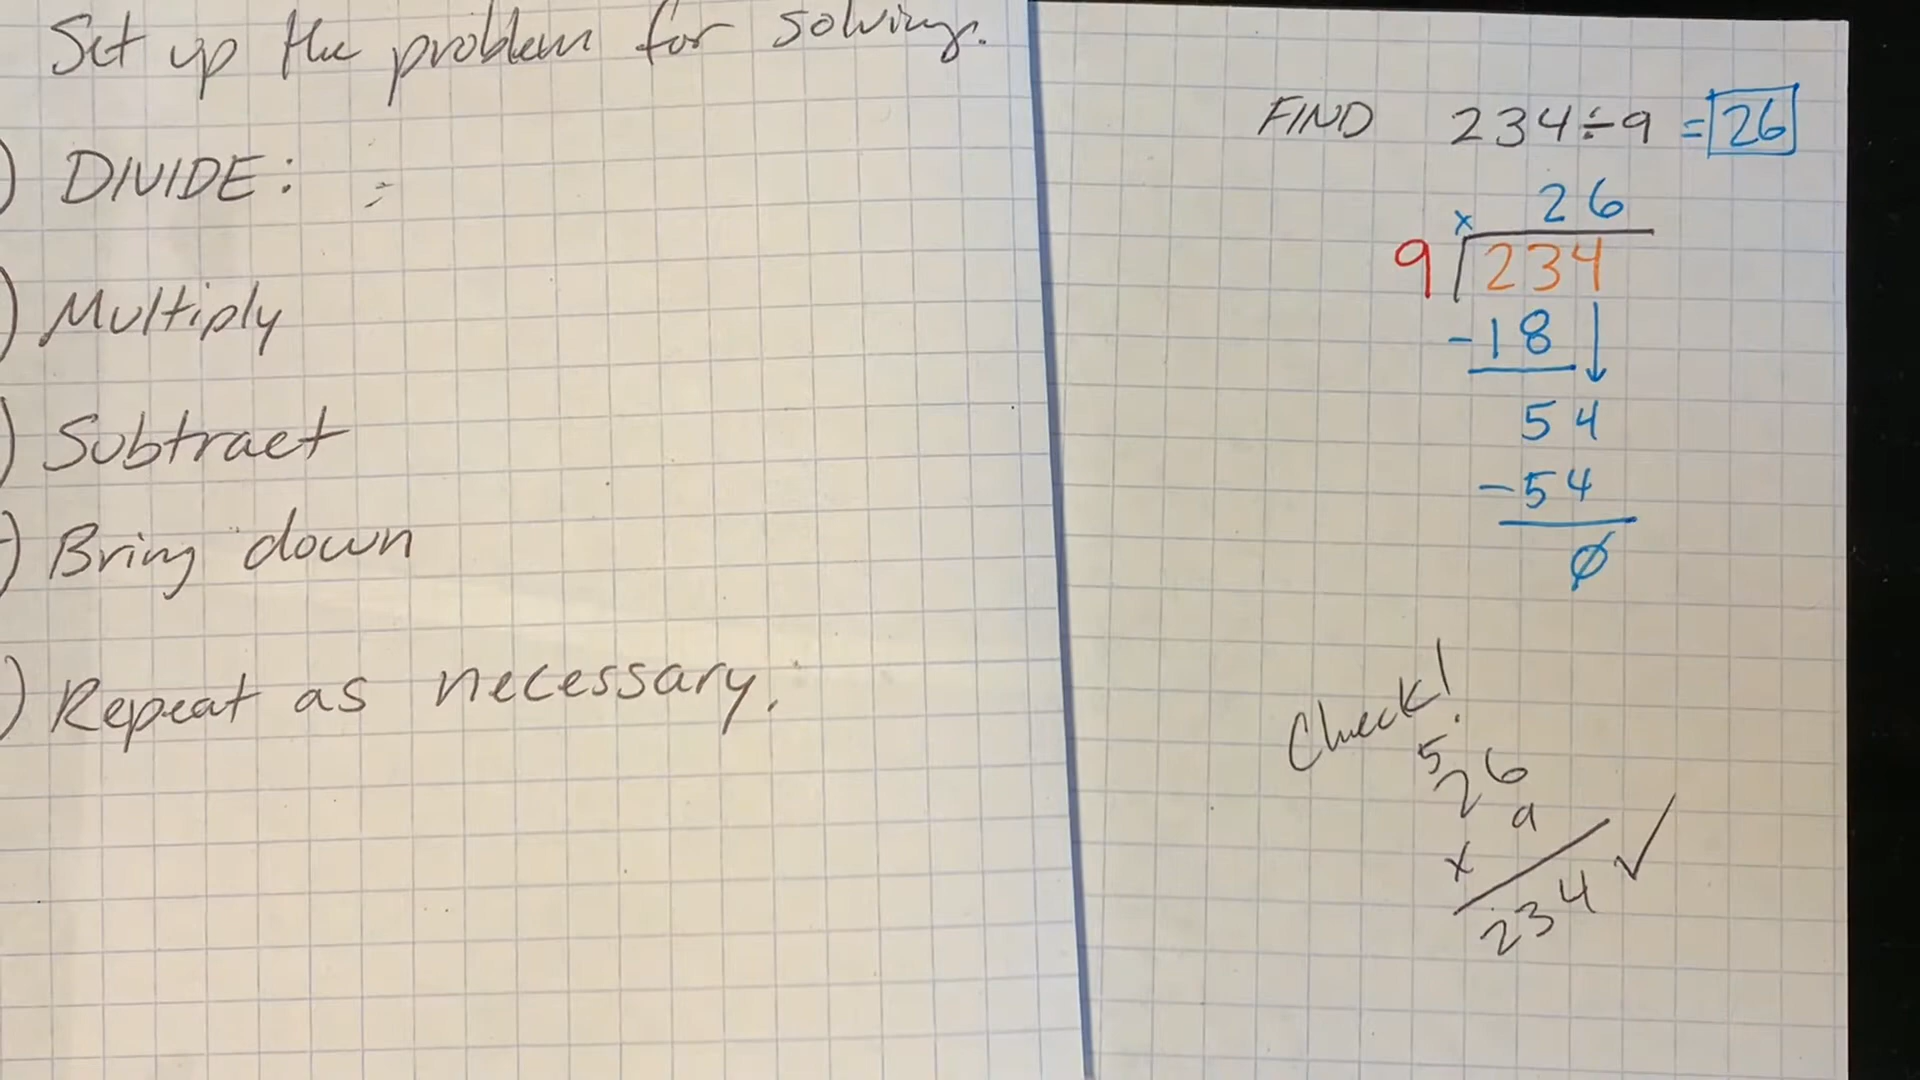 Set up the problem for solving.
) DIVIDE: ÷
) Multiply
) Subtract
) Bring down
) Repeat as necessary.
FIND 234÷9 = 26
x 26
9 234
-18
54
-54
0
Check!
5
26
x 9
234 ✓